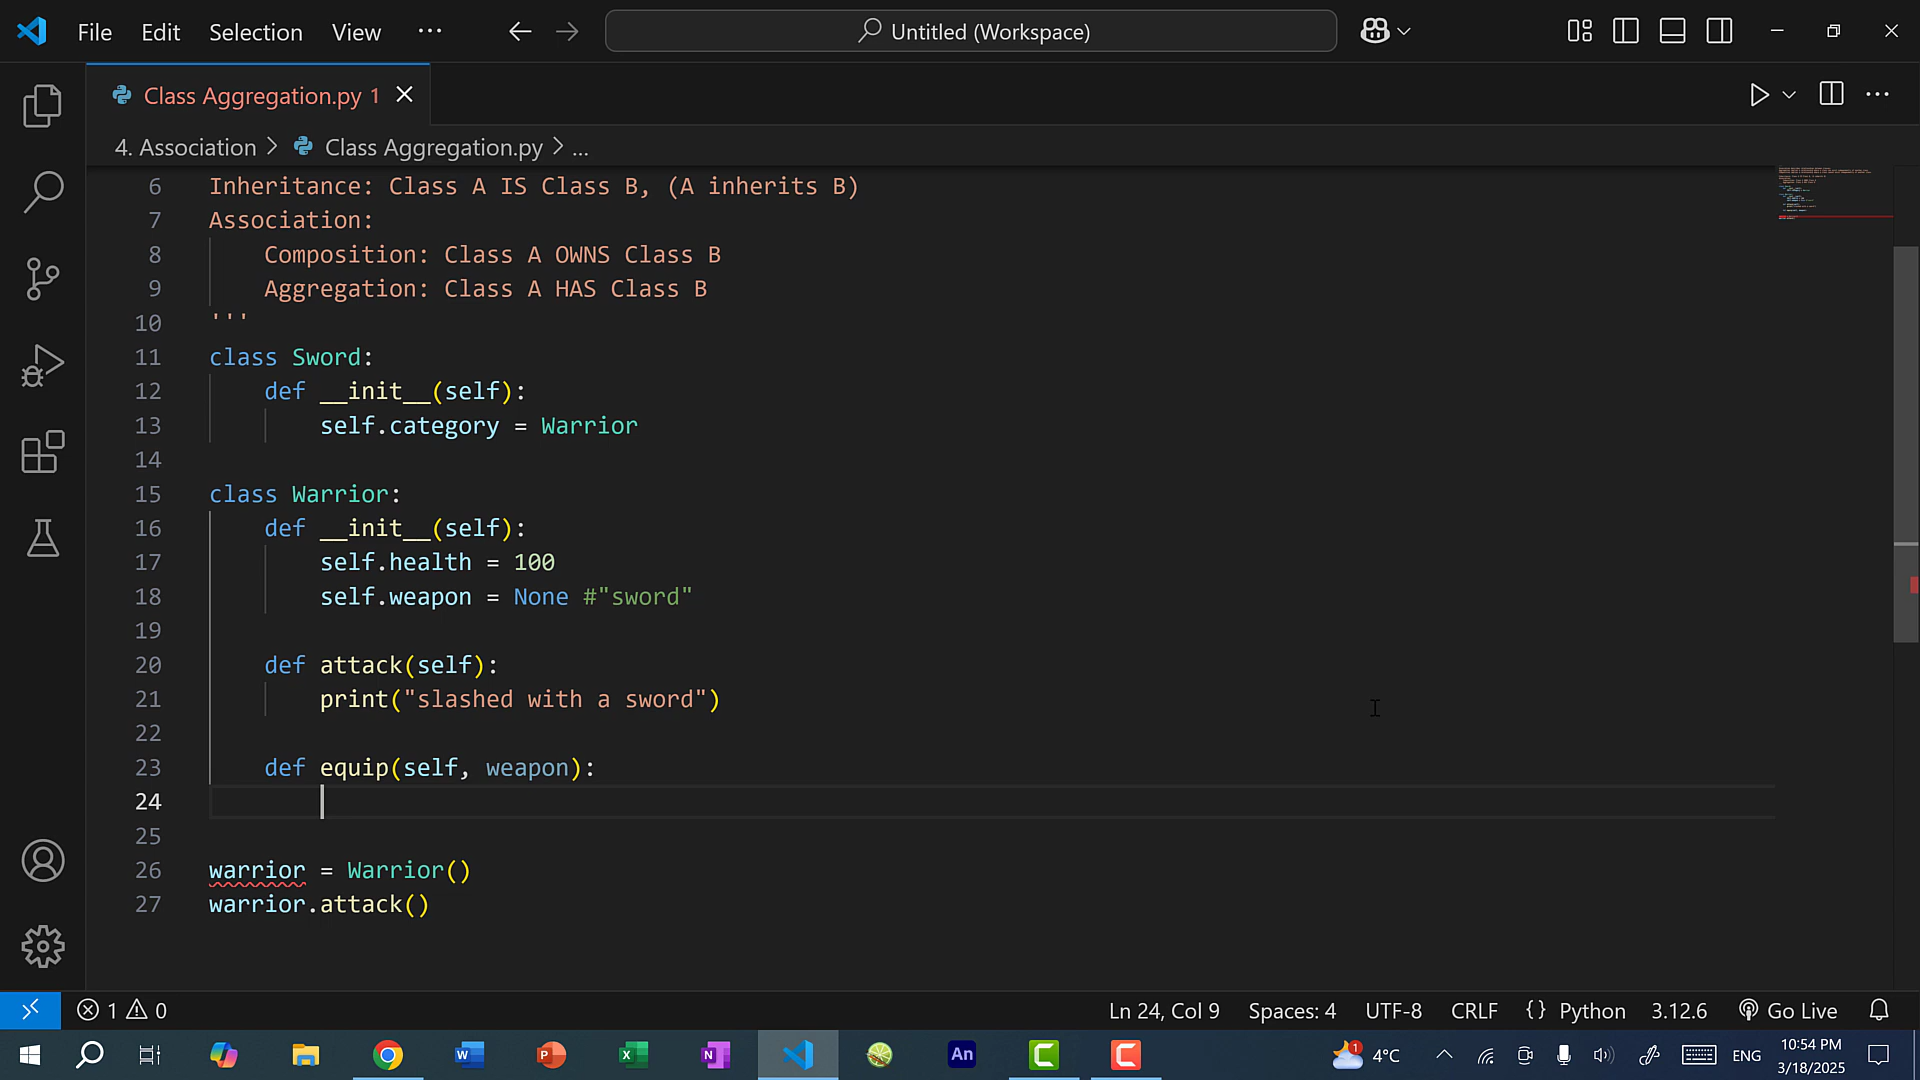 File Edit Selection View ... Untitled (Workspace)
Class Aggregation.py 1
4. Association > Class Aggregation.py > ...
6 Inheritance: Class A IS Class B, (A inherits B)
7 Association:
8 Composition: Class A OWNS Class B
9 Aggregation: Class A HAS Class B
10 '''
11 class Sword:
12 def __init__(self):
13 self.category = Warrior
14
15 class Warrior:
16 def __init__(self):
17 self.health = 100
18 self.weapon = None #"sword"
19
20 def attack(self):
21 print("slashed with a sword")
22
23 def equip(self, weapon):
24
25
26 warrior = Warrior()
27 warrior.attack()
1 0 Ln 24, Col 9 Spaces: 4 UTF-8 CRLF {} Python 3.12.6 Go Live
An 1 4°C ENG 10:54 PM
3/18/2025